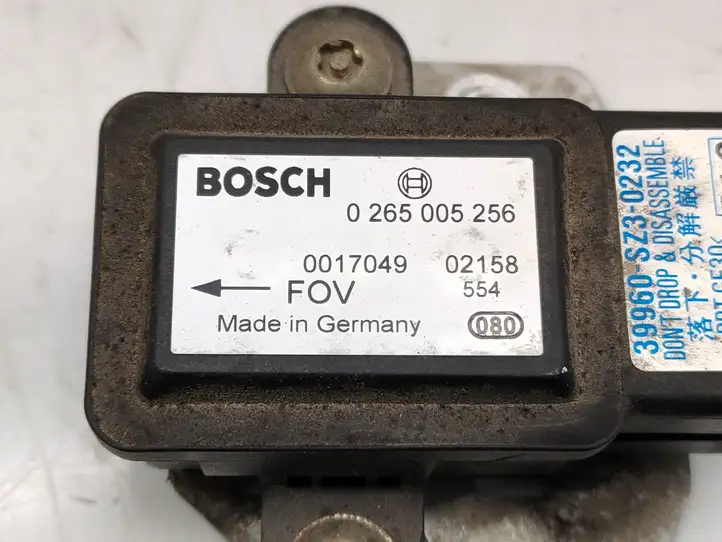 BOSCH
0 265 005 256
0017049 02158
← FOV 554
Made in Germany 080
39960-SZ3-0232
DON'T DROP & DISASSEMBLE
落下・分解厳禁